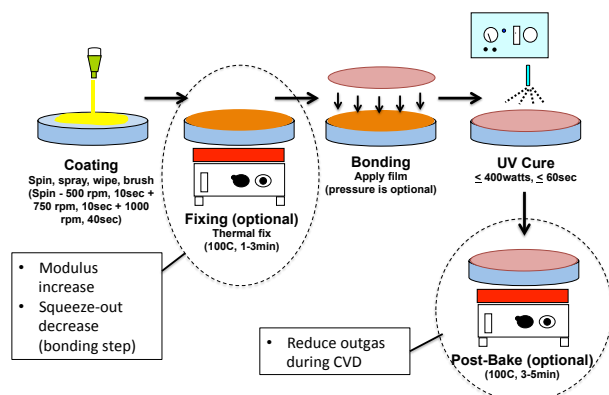 Coating
Spin, spray, wipe, brush
(Spin - 500 rpm, 10sec +
750 rpm, 10sec + 1000
rpm, 40sec)
Fixing (optional)
Thermal fix
(100C, 1-3min)
Bonding
Apply film
(pressure is optional)
UV Cure
≤ 400watts, ≤ 60sec
• Modulus
increase
• Squeeze-out
decrease
(bonding step)
• Reduce outgas
during CVD
Post-Bake (optional)
(100C, 3-5min)